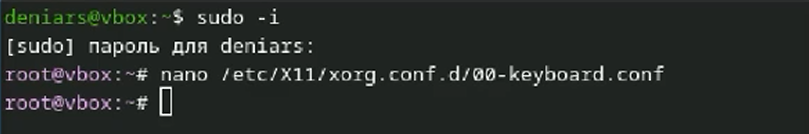 deniars@vbox:~$ sudo -i
[sudo] пароль для deniars:
root@vbox:~# nano /etc/X11/xorg.conf.d/00-keyboard.conf
root@vbox:~#